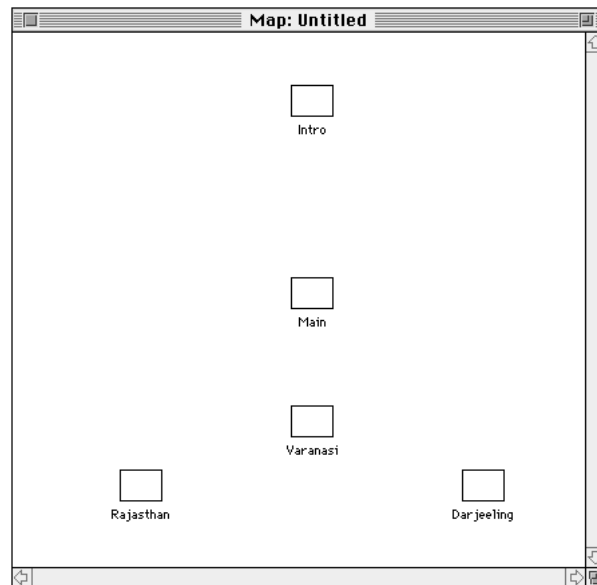 Map: Untitled
Intro
Main
Varanasi
Rajasthan
Darjeeling